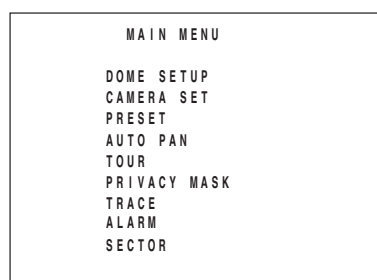 MAIN MENU
DOME SETUP
CAMERA SET
PRESET
AUTO PAN
TOUR
PRIVACY MASK
TRACE
ALARM
SECTOR